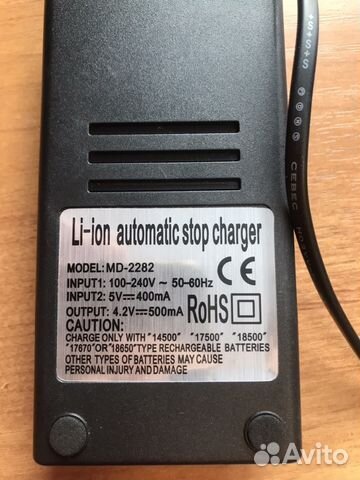 Li-ion automatic stop charger
MODEL: MD-2282
INPUT1: 100-240V ~ 50-60Hz
INPUT2: 5V⎓400mA
OUTPUT: 4.2V⎓500mA
CE
RoHS
CAUTION:
CHARGE ONLY WITH "14500" "17500" "18500"
"17670"OR"18650"TYPE RECHARGEABLE BATTERIES
OTHER TYPES OF BATTERIES MAY CAUSE
PERSONAL INJURY AND DAMAGE
CEBEC
Avito